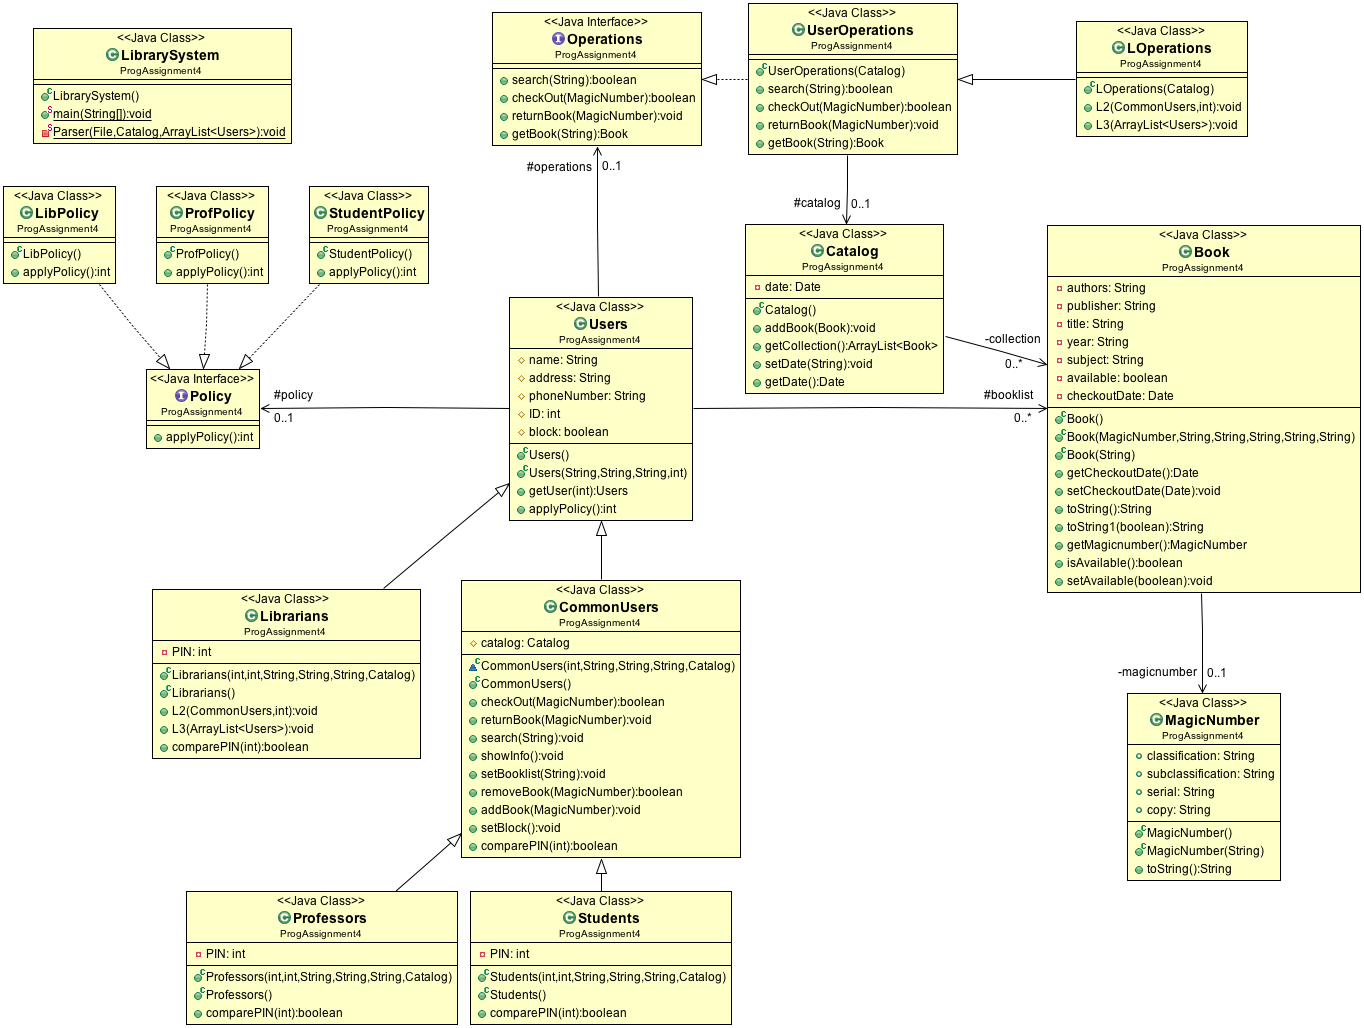 <<Java Class>>
LibrarySystem
ProgAssignment4
LibrarySystem()
main(String[]):void
Parser(File,Catalog,ArrayList<Users>):void
<<Java Interface>>
Operations
ProgAssignment4
search(String):boolean
checkOut(MagicNumber):boolean
returnBook(MagicNumber):void
getBook(String):Book
<<Java Class>>
UserOperations
ProgAssignment4
UserOperations(Catalog)
search(String):boolean
checkOut(MagicNumber):boolean
returnBook(MagicNumber):void
getBook(String):Book
<<Java Class>>
LOperations
ProgAssignment4
LOperations(Catalog)
L2(CommonUsers,int):void
L3(ArrayList<Users>):void
#operations 0..1
#catalog 0..1
<<Java Class>>
LibPolicy
ProgAssignment4
LibPolicy()
applyPolicy():int
<<Java Class>>
ProfPolicy
ProgAssignment4
ProfPolicy()
applyPolicy():int
<<Java Class>>
StudentPolicy
ProgAssignment4
StudentPolicy()
applyPolicy():int
<<Java Class>>
Catalog
ProgAssignment4
date: Date
Catalog()
addBook(Book):void
getCollection():ArrayList<Book>
setDate(String):void
getDate():Date
-collection
0..*
<<Java Class>>
Book
ProgAssignment4
authors: String
publisher: String
title: String
year: String
subject: String
available: boolean
checkoutDate: Date
Book()
Book(MagicNumber,String,String,String,String,String)
Book(String)
getCheckoutDate():Date
setCheckoutDate(Date):void
toString():String
toString1(boolean):String
getMagicnumber():MagicNumber
isAvailable():boolean
setAvailable(boolean):void
<<Java Interface>>
Policy
ProgAssignment4
applyPolicy():int
#policy
0..1
<<Java Class>>
Users
ProgAssignment4
name: String
address: String
phoneNumber: String
ID: int
block: boolean
Users()
Users(String,String,String,int)
getUser(int):Users
applyPolicy():int
#booklist
0..*
<<Java Class>>
Librarians
ProgAssignment4
PIN: int
Librarians(int,int,String,String,String,Catalog)
Librarians()
L2(CommonUsers,int):void
L3(ArrayList<Users>):void
comparePIN(int):boolean
<<Java Class>>
CommonUsers
ProgAssignment4
catalog: Catalog
CommonUsers(int,String,String,String,Catalog)
CommonUsers()
checkOut(MagicNumber):boolean
returnBook(MagicNumber):void
search(String):void
showInfo():void
setBooklist(String):void
removeBook(MagicNumber):boolean
addBook(MagicNumber):void
setBlock():void
comparePIN(int):boolean
-magicnumber 0..1
<<Java Class>>
MagicNumber
ProgAssignment4
classification: String
subclassification: String
serial: String
copy: String
MagicNumber()
MagicNumber(String)
toString():String
<<Java Class>>
Professors
ProgAssignment4
PIN: int
Professors(int,int,String,String,String,Catalog)
Professors()
comparePIN(int):boolean
<<Java Class>>
Students
ProgAssignment4
PIN: int
Students(int,int,String,String,String,Catalog)
Students()
comparePIN(int):boolean